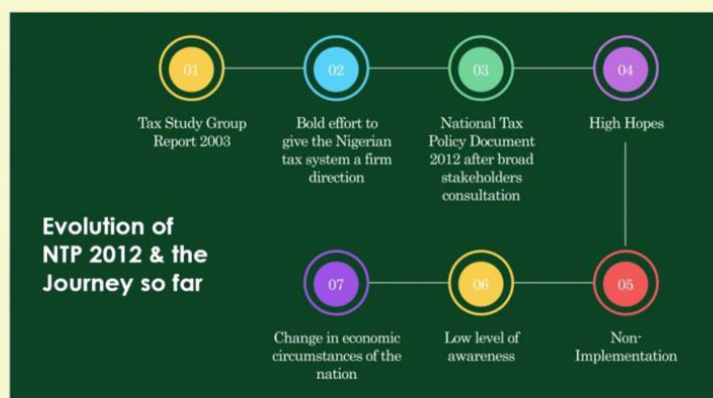 01
Tax Study Group
Report 2003
02
Bold effort to
give the Nigerian
tax system a firm
direction
03
National Tax
Policy Document
2012 after broad
stakeholders
consultation
04
High Hopes
Evolution of
NTP 2012 & the
Journey so far
05
Non-
Implementation
06
Low level of
awareness
07
Change in economic
circumstances of the
nation